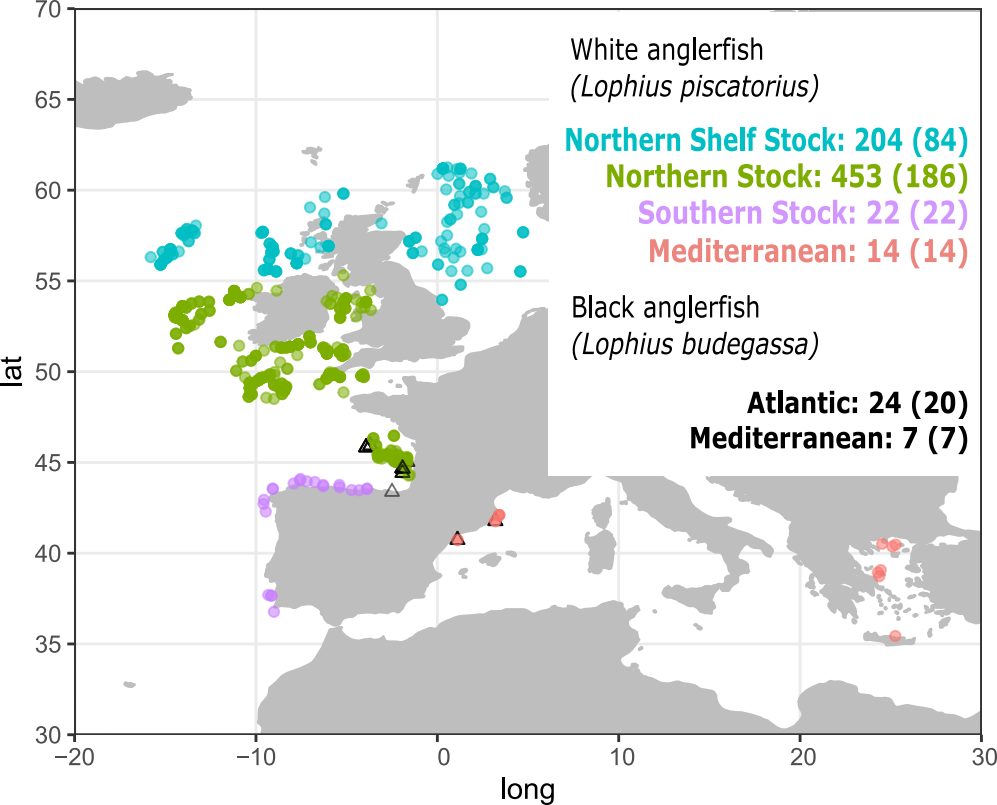 White anglerfish
(Lophius piscatorius)
Northern Shelf Stock: 204 (84)
Northern Stock: 453 (186)
Southern Stock: 22 (22)
Mediterranean: 14 (14)
Black anglerfish
(Lophius budegassa)
Atlantic: 24 (20)
Mediterranean: 7 (7)
70
65
60
55
50
45
40
35
30
lat
−20
−10
0
10
20
30
long